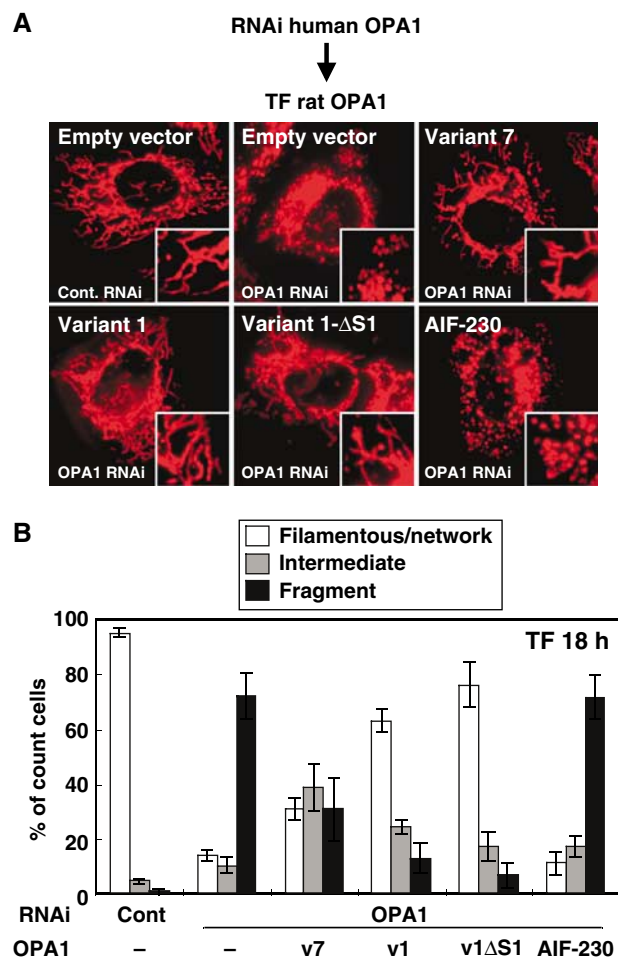 A
RNAi human OPA1
TF rat OPA1
Empty vector
Cont. RNAi
Empty vector
OPA1 RNAi
Variant 7
OPA1 RNAi
Variant 1
OPA1 RNAi
Variant 1-ΔS1
OPA1 RNAi
AIF-230
OPA1 RNAi
B
Filamentous/network
Intermediate
Fragment
TF 18 h
% of count cells
100
80
60
40
20
0
RNAi Cont OPA1
OPA1 – – v7 v1 v1ΔS1 AIF-230